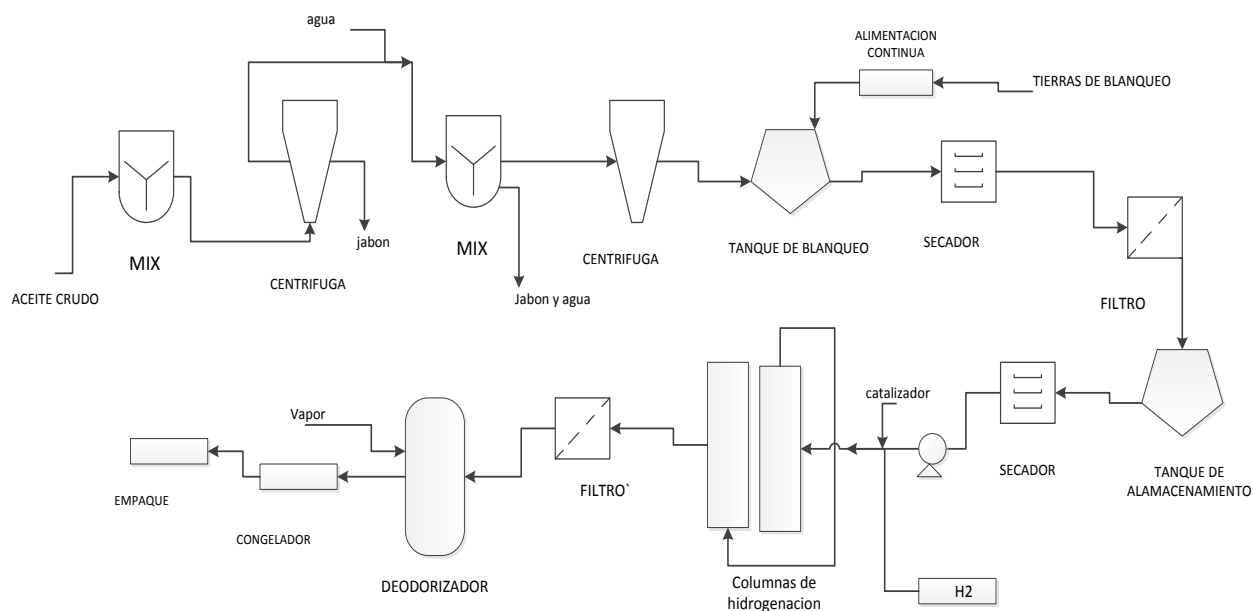 agua
ALIMENTACION
CONTINUA
TIERRAS DE BLANQUEO
ACEITE CRUDO
MIX
CENTRIFUGA
jabon
MIX
Jabon y agua
CENTRIFUGA
TANQUE DE BLANQUEO
SECADOR
FILTRO
TANQUE DE
ALAMACENAMIENTO
SECADOR
catalizador
H2
Columnas de
hidrogenacion
FILTRO`
Vapor
DEODORIZADOR
CONGELADOR
EMPAQUE